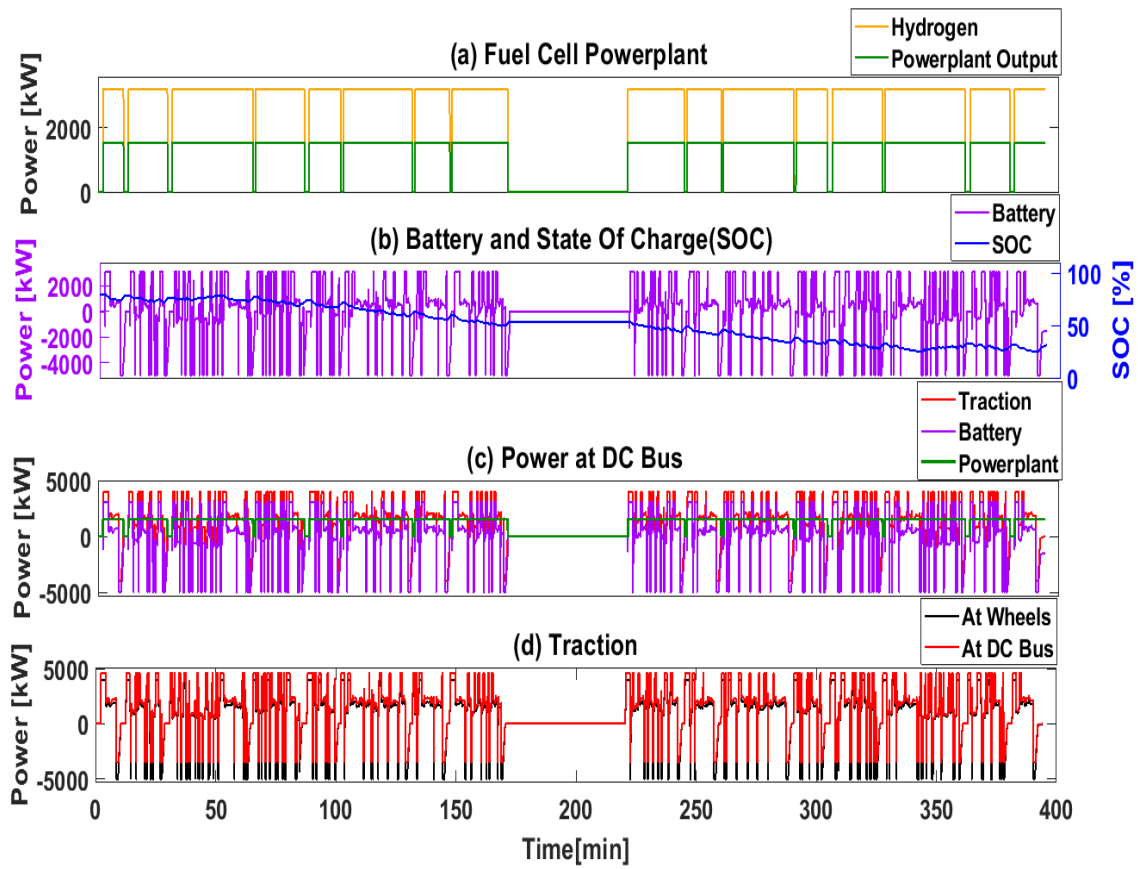 Hydrogen
Powerplant Output
(a) Fuel Cell Powerplant
Power [kW]
2000
0
Battery
SOC
(b) Battery and State Of Charge(SOC)
Power [kW]
2000
0
-2000
-4000
100
50
0
SOC [%]
Traction
Battery
Powerplant
(c) Power at DC Bus
Power [kW]
5000
0
-5000
At Wheels
At DC Bus
(d) Traction
Power [kW]
5000
0
-5000
0 50 100 150 200 250 300 350 400
Time[min]